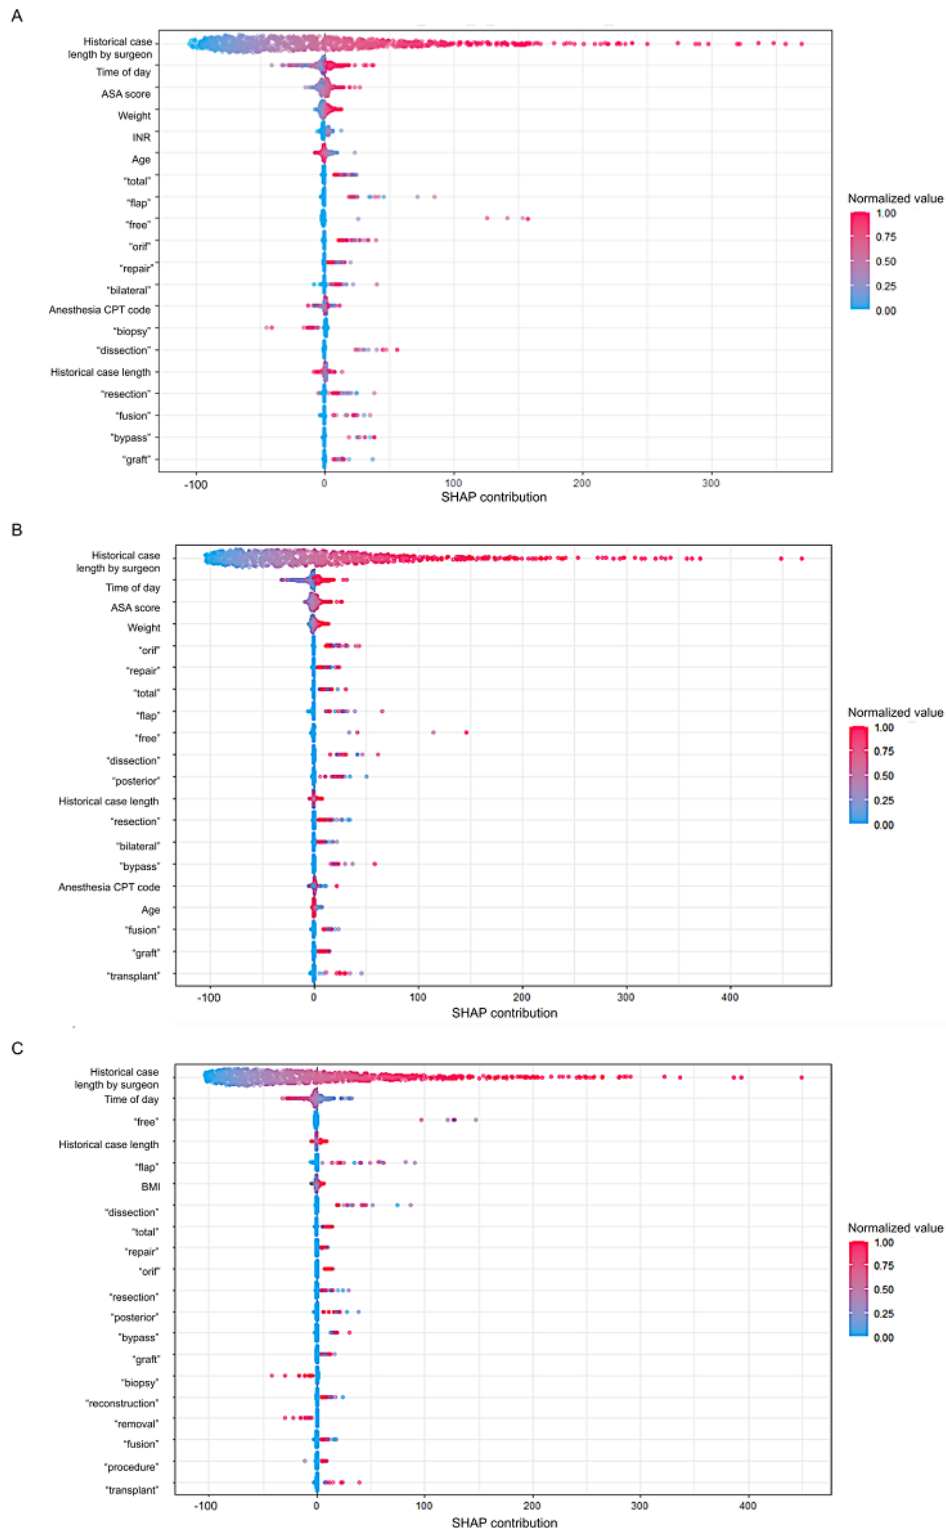 A
Historical case
length by surgeon
Time of day
ASA score
Weight
INR
Age
"total"
"flap"
"free"
"orif"
"repair"
"bilateral"
Anesthesia CPT code
"biopsy"
"dissection"
Historical case length
"resection"
"fusion"
"bypass"
"graft"
-100 0 100 200 300
SHAP contribution
Normalized value
1.00
0.75
0.50
0.25
0.00
B
Historical case
length by surgeon
Time of day
ASA score
Weight
"orif"
"repair"
"total"
"flap"
"free"
"dissection"
"posterior"
Historical case length
"resection"
"bilateral"
"bypass"
Anesthesia CPT code
Age
"fusion"
"graft"
"transplant"
-100 0 100 200 300 400
SHAP contribution
Normalized value
1.00
0.75
0.50
0.25
0.00
C
Historical case
length by surgeon
Time of day
"free"
Historical case length
"flap"
BMI
"dissection"
"total"
"repair"
"orif"
"resection"
"posterior"
"bypass"
"graft"
"biopsy"
"reconstruction"
"removal"
"fusion"
"procedure"
"transplant"
-100 0 100 200 300 400
SHAP contribution
Normalized value
1.00
0.75
0.50
0.25
0.00